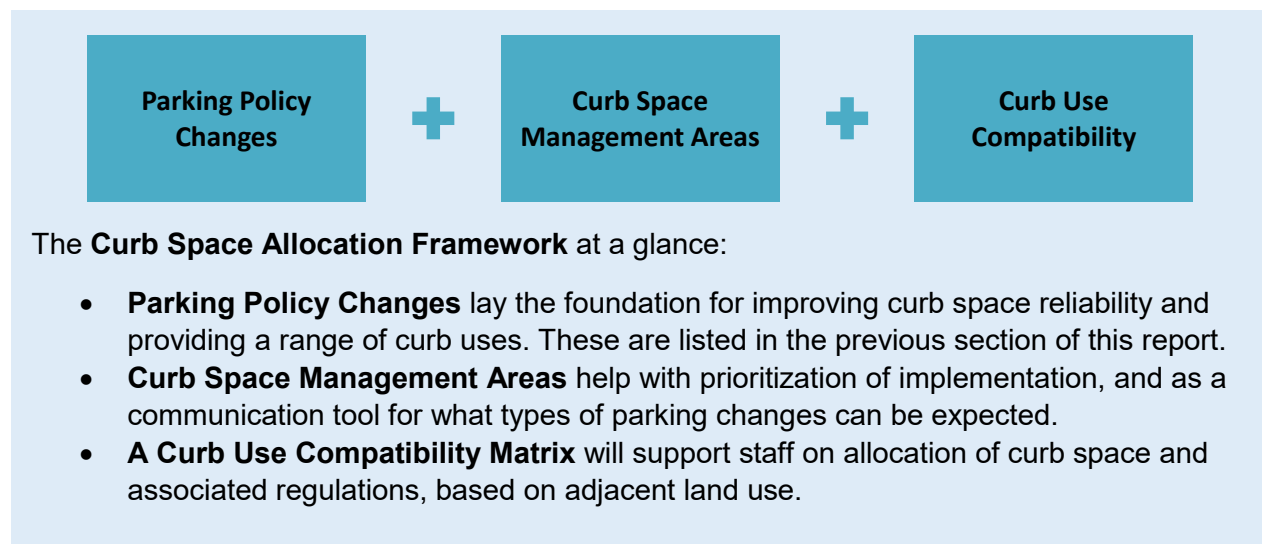 Parking Policy
Changes
Curb Space
Management Areas
Curb Use
Compatibility
The Curb Space Allocation Framework at a glance:
• Parking Policy Changes lay the foundation for improving curb space reliability and
providing a range of curb uses. These are listed in the previous section of this report.
• Curb Space Management Areas help with prioritization of implementation, and as a
communication tool for what types of parking changes can be expected.
• A Curb Use Compatibility Matrix will support staff on allocation of curb space and
associated regulations, based on adjacent land use.